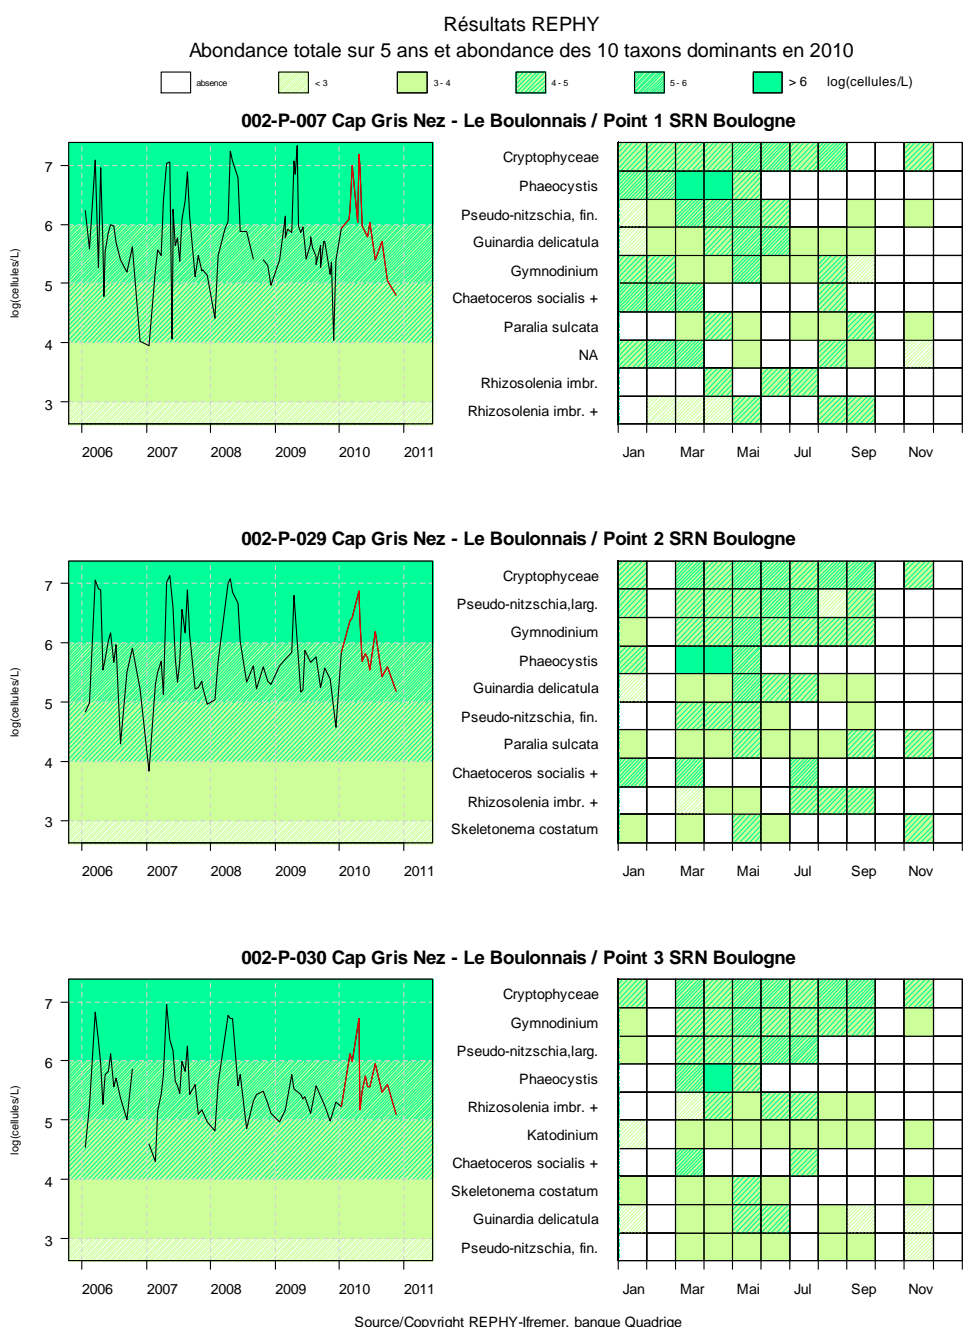 Résultats REPHY
Abondance totale sur 5 ans et abondance des 10 taxons dominants en 2010
absence < 3 3 - 4 4 - 5 5 - 6 > 6 log(cellules/L)
002-P-007 Cap Gris Nez - Le Boulonnais / Point 1 SRN Boulogne
log(cellules/L)
7
6
5
4
3
2006 2007 2008 2009 2010 2011
Cryptophyceae
Phaeocystis
Pseudo-nitzschia, fin.
Guinardia delicatula
Gymnodinium
Chaetoceros socialis +
Paralia sulcata
NA
Rhizosolenia imbr.
Rhizosolenia imbr. +
Jan Mar Mai Jul Sep Nov
002-P-029 Cap Gris Nez - Le Boulonnais / Point 2 SRN Boulogne
log(cellules/L)
7
6
5
4
3
2006 2007 2008 2009 2010 2011
Cryptophyceae
Pseudo-nitzschia,larg.
Gymnodinium
Phaeocystis
Guinardia delicatula
Pseudo-nitzschia, fin.
Paralia sulcata
Chaetoceros socialis +
Rhizosolenia imbr. +
Skeletonema costatum
Jan Mar Mai Jul Sep Nov
002-P-030 Cap Gris Nez - Le Boulonnais / Point 3 SRN Boulogne
log(cellules/L)
7
6
5
4
3
2006 2007 2008 2009 2010 2011
Cryptophyceae
Gymnodinium
Pseudo-nitzschia,larg.
Phaeocystis
Rhizosolenia imbr. +
Katodinium
Chaetoceros socialis +
Skeletonema costatum
Guinardia delicatula
Pseudo-nitzschia, fin.
Jan Mar Mai Jul Sep Nov
Source/Copyright REPHY-Ifremer, banque Quadrige